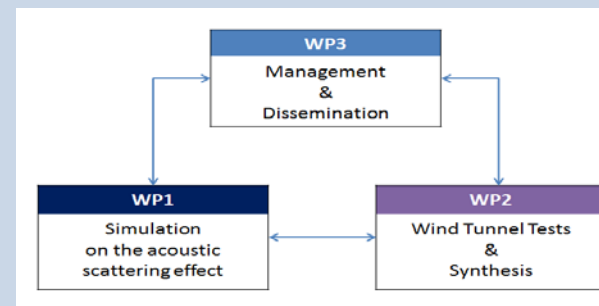 WP3
Management
&
Dissemination
WP1
Simulation
on the acoustic
scattering effect
WP2
Wind Tunnel Tests
&
Synthesis